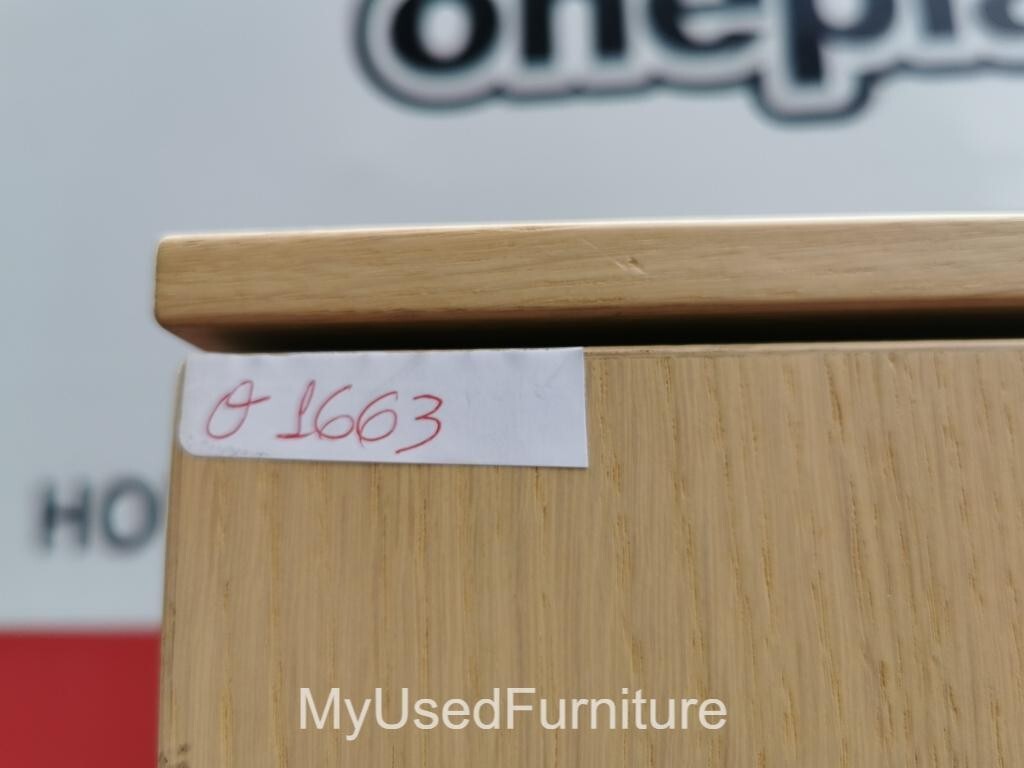 onepla
O 1663
HO
MyUsedFurniture